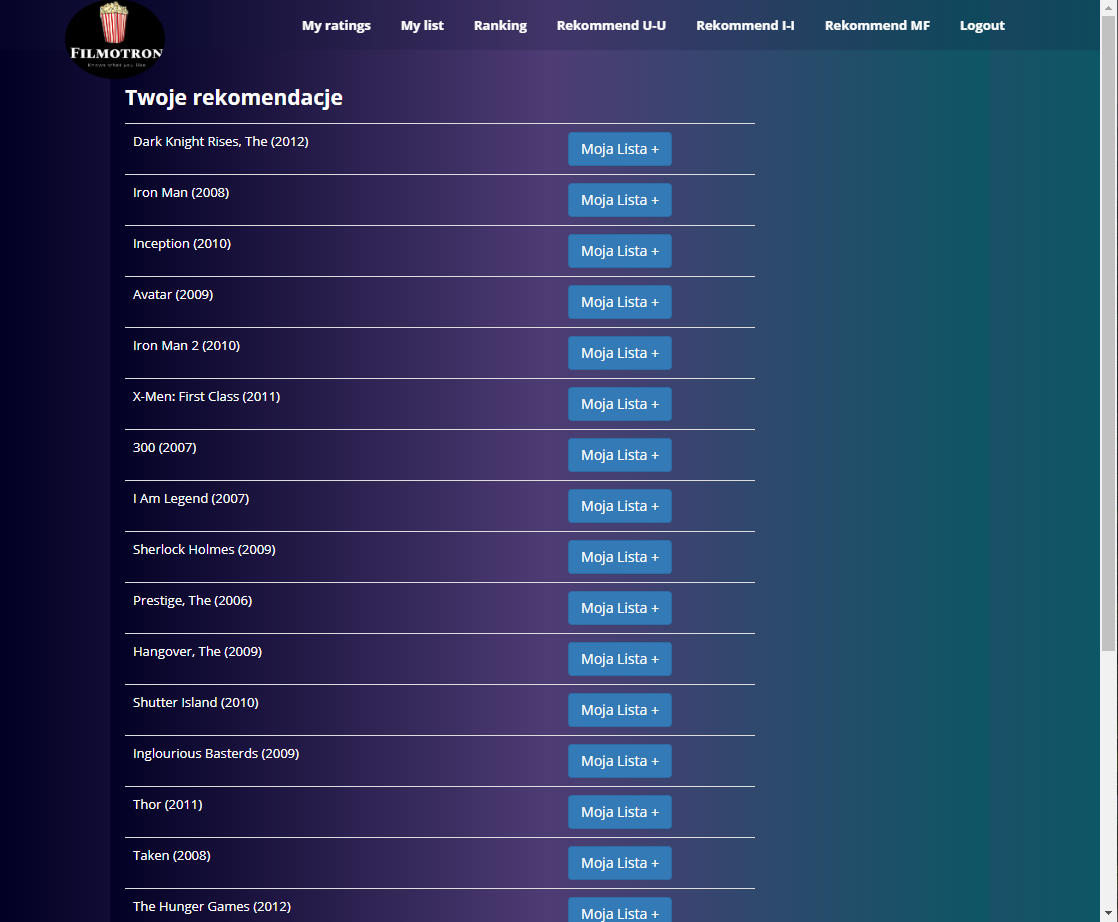 FILMOTRON
Knows what you like
My ratings My list Ranking Rekommend U-U Rekommend I-I Rekommend MF Logout
Twoje rekomendacje
Dark Knight Rises, The (2012) Moja Lista +
Iron Man (2008) Moja Lista +
Inception (2010) Moja Lista +
Avatar (2009) Moja Lista +
Iron Man 2 (2010) Moja Lista +
X-Men: First Class (2011) Moja Lista +
300 (2007) Moja Lista +
I Am Legend (2007) Moja Lista +
Sherlock Holmes (2009) Moja Lista +
Prestige, The (2006) Moja Lista +
Hangover, The (2009) Moja Lista +
Shutter Island (2010) Moja Lista +
Inglourious Basterds (2009) Moja Lista +
Thor (2011) Moja Lista +
Taken (2008) Moja Lista +
The Hunger Games (2012) Moja Lista +